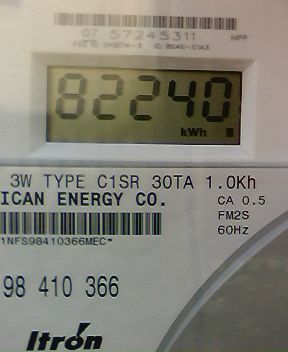 07 57245311 HPP
82240
kWh
3W TYPE C1SR 30TA 1.0Kh
ICAN ENERGY CO. CA 0.5
FM2S
60Hz
1NFS98410366MEC*
98 410 366
Itron